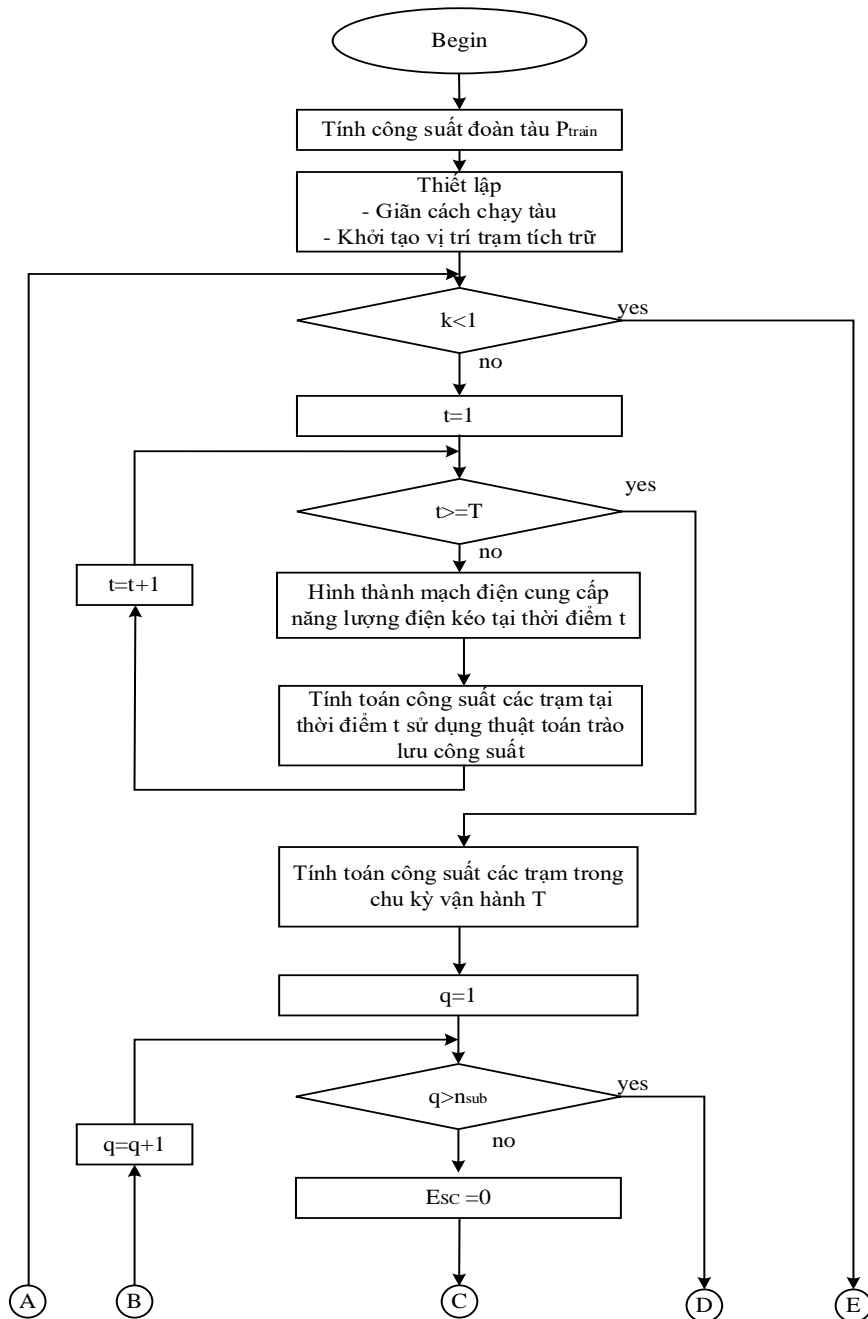 Begin
Tính công suất đoàn tàu Ptrain
Thiết lập
- Giãn cách chạy tàu
- Khởi tạo vị trí trạm tích trữ
k<1
yes
no
t=1
t>=T
yes
no
t=t+1
Hình thành mạch điện cung cấp
năng lượng điện kéo tại thời điểm t
Tính toán công suất các trạm tại
thời điểm t sử dụng thuật toán trào
lưu công suất
Tính toán công suất các trạm trong
chu kỳ vận hành T
q=1
q>nsub
yes
no
q=q+1
Esc =0
A
B
C
D
E